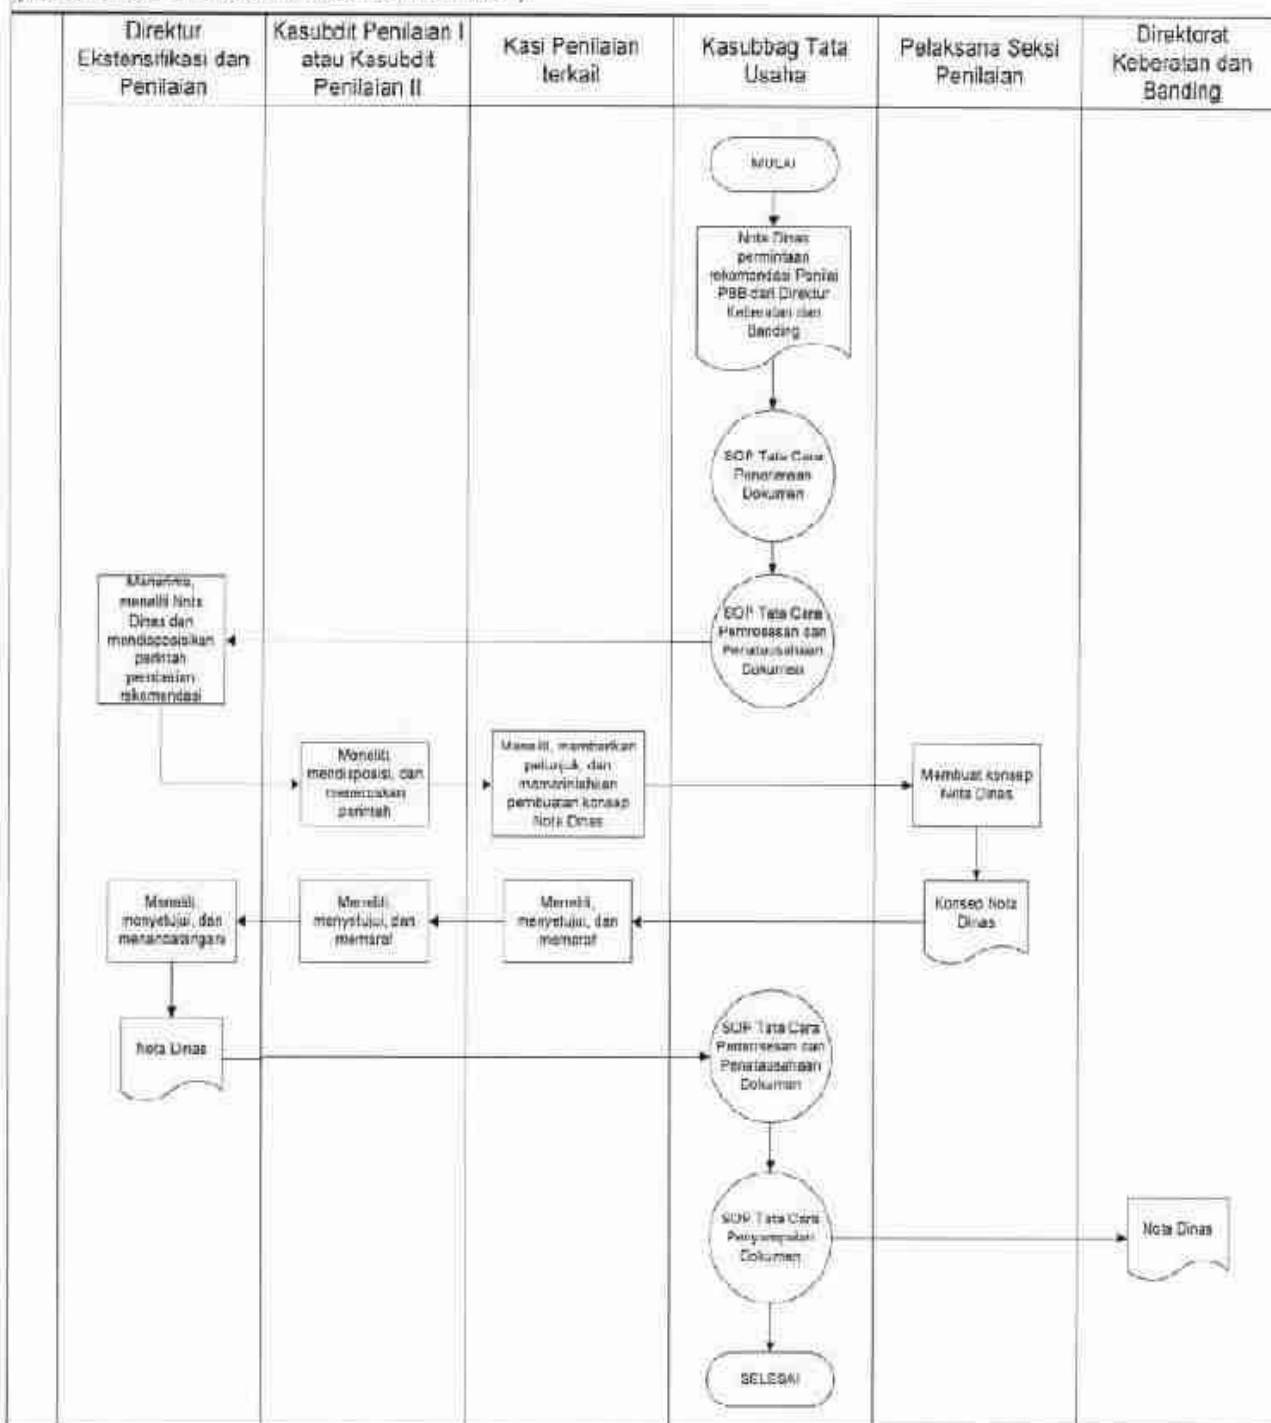 Direktur
Ekstensifikasi dan
Penilaian
Kasubdit Penilaian I
atau Kasubdit
Penilaian II
Kasi Penilaian
terkait
Kasubbag Tata
Usaha
Pelaksana Seksi
Penilaian
Direktorat
Keberatan dan
Banding
MULAI
Nota Dinas
permintaan
rekomendasi Penilai
PBB dari Direktur
Keberatan dan
Banding
SOP Tata Cara
Penerimaan
Dokumen
SOP Tata Cara
Pemrosesan dan
Penatausahaan
Dokumen
Menerima,
meneliti Nota
Dinas dan
mendisposisikan
perintah
pemberian
rekomendasi
Meneliti,
mendisposisi, dan
meneruskan
perintah
Meneliti, memberikan
petunjuk, dan
memerintahkan
pembuatan konsep
Nota Dinas
Membuat konsep
Nota Dinas
Konsep Nota
Dinas
Meneliti,
menyetujui, dan
memaraf
Meneliti,
menyetujui, dan
memaraf
Meneliti,
menyetujui, dan
menandatangani
Nota Dinas
SOP Tata Cara
Pemrosesan dan
Penatausahaan
Dokumen
SOP Tata Cara
Penyampaian
Dokumen
Nota Dinas
SELESAI